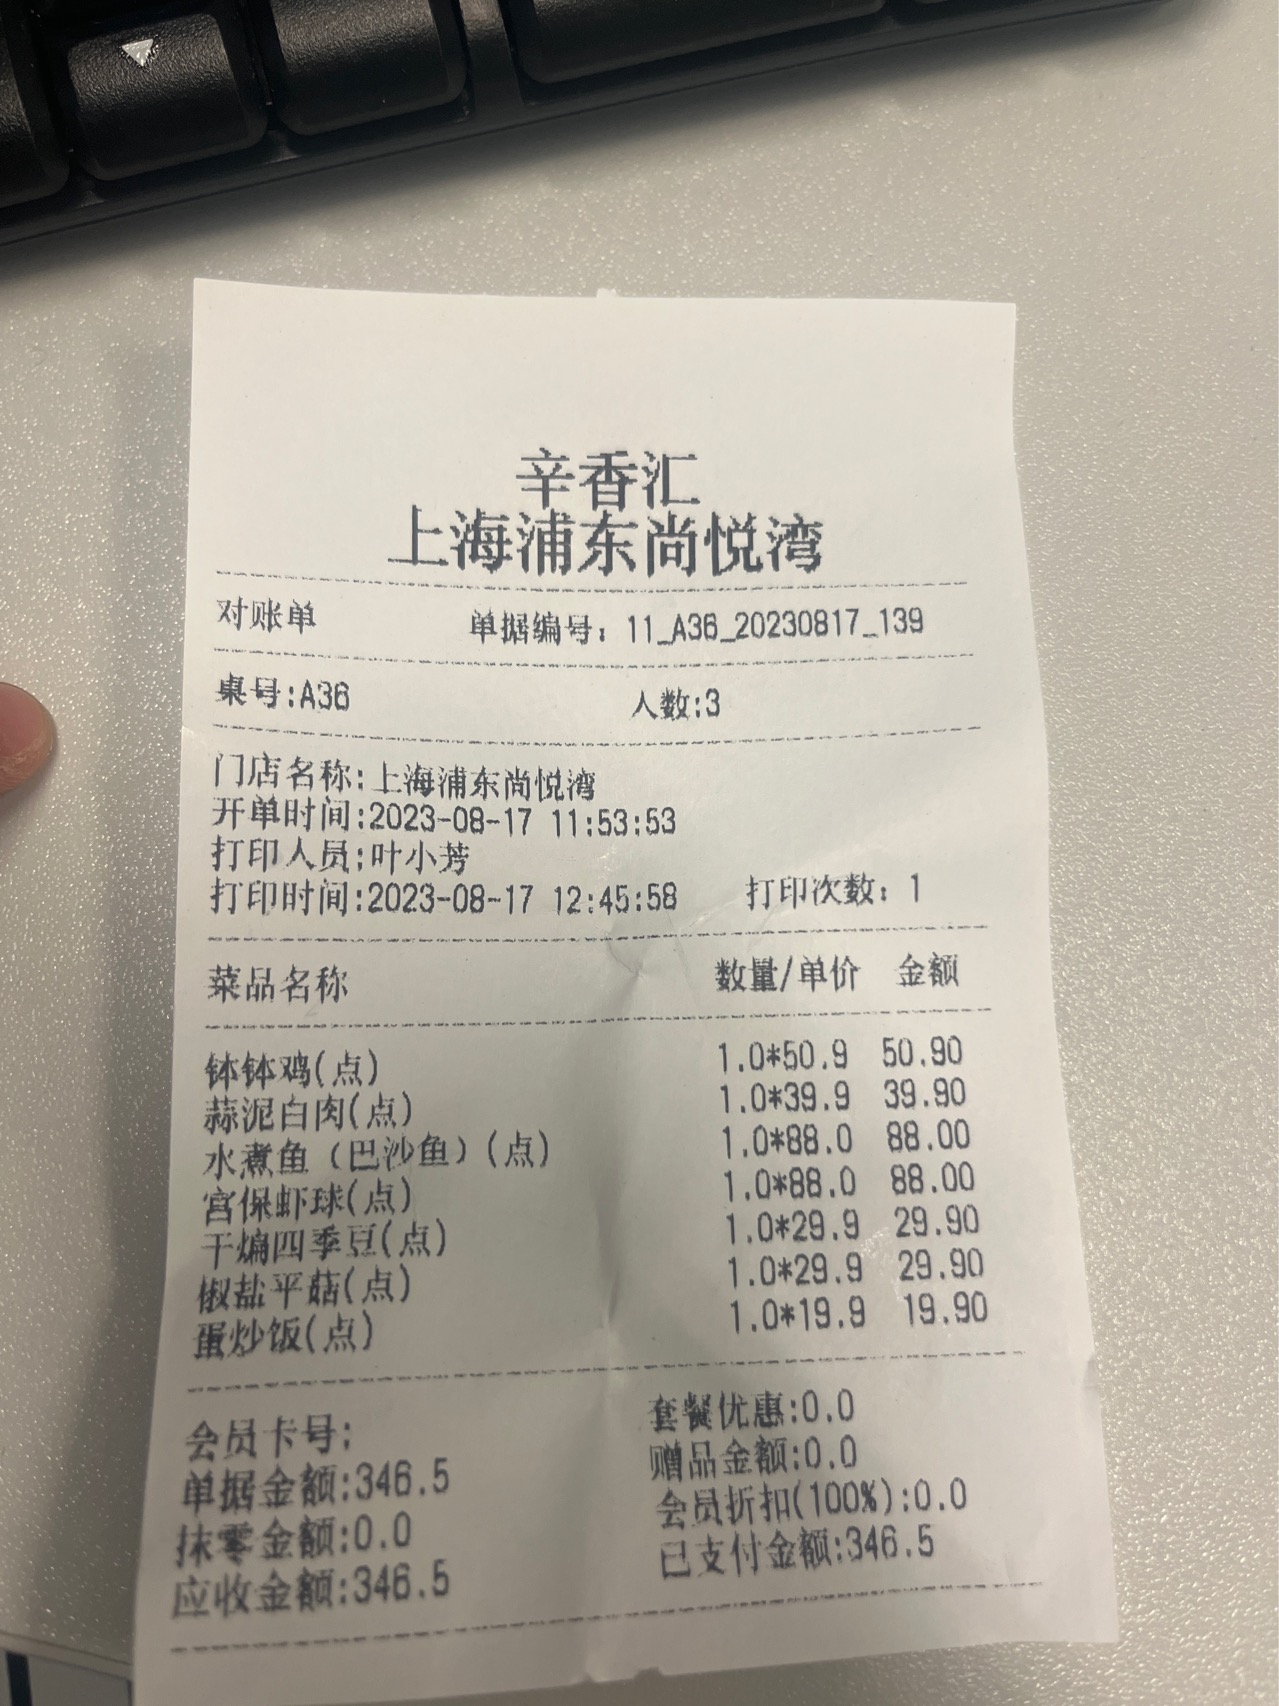 辛香汇
上海浦东尚悦湾
对账单 单据编号：11_A36_20230817_139
桌号:A36 人数:3
门店名称:上海浦东尚悦湾
开单时间:2023-08-17 11:53:53
打印人员:叶小芳
打印时间:2023-08-17 12:45:58 打印次数：1
菜品名称 数量/单价 金额
钵钵鸡(点) 1.0*50.9 50.90
蒜泥白肉(点) 1.0*39.9 39.90
水煮鱼（巴沙鱼）(点) 1.0*88.0 88.00
宫保虾球(点) 1.0*88.0 88.00
干煸四季豆(点) 1.0*29.9 29.90
椒盐平菇(点) 1.0*29.9 29.90
蛋炒饭(点) 1.0*19.9 19.90
会员卡号: 套餐优惠:0.0
单据金额:346.5 赠品金额:0.0
抹零金额:0.0 会员折扣(100%):0.0
应收金额:346.5 已支付金额:346.5